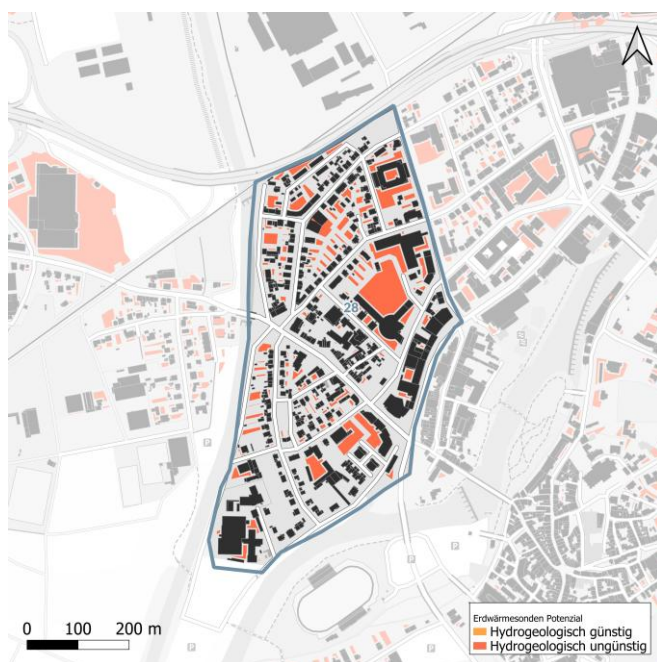 28
0 100 200 m
Erdwärmesonden Potenzial
Hydrogeologisch günstig
Hydrogeologisch ungünstig
P
P
P
P
P
P